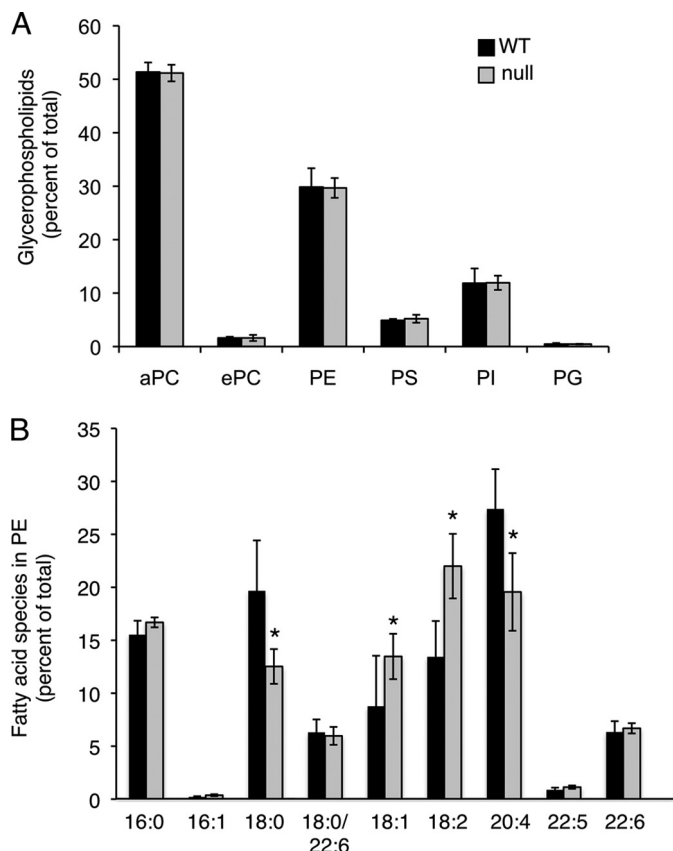 A
WT
null
Glycerophospholipids
(percent of total)
60
50
40
30
20
10
0
aPC ePC PE PS PI PG
B
Fatty acid species in PE
(percent of total)
35
30
25
20
15
10
5
0
* * * *
16:0 16:1 18:0 18:0/ 18:1 18:2 20:4 22:5 22:6
22:6